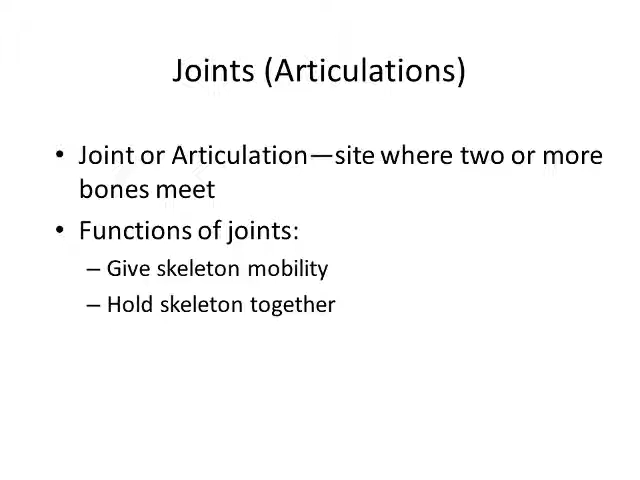 Joints (Articulations)
• Joint or Articulation—site where two or more
bones meet
• Functions of joints:
– Give skeleton mobility
– Hold skeleton together